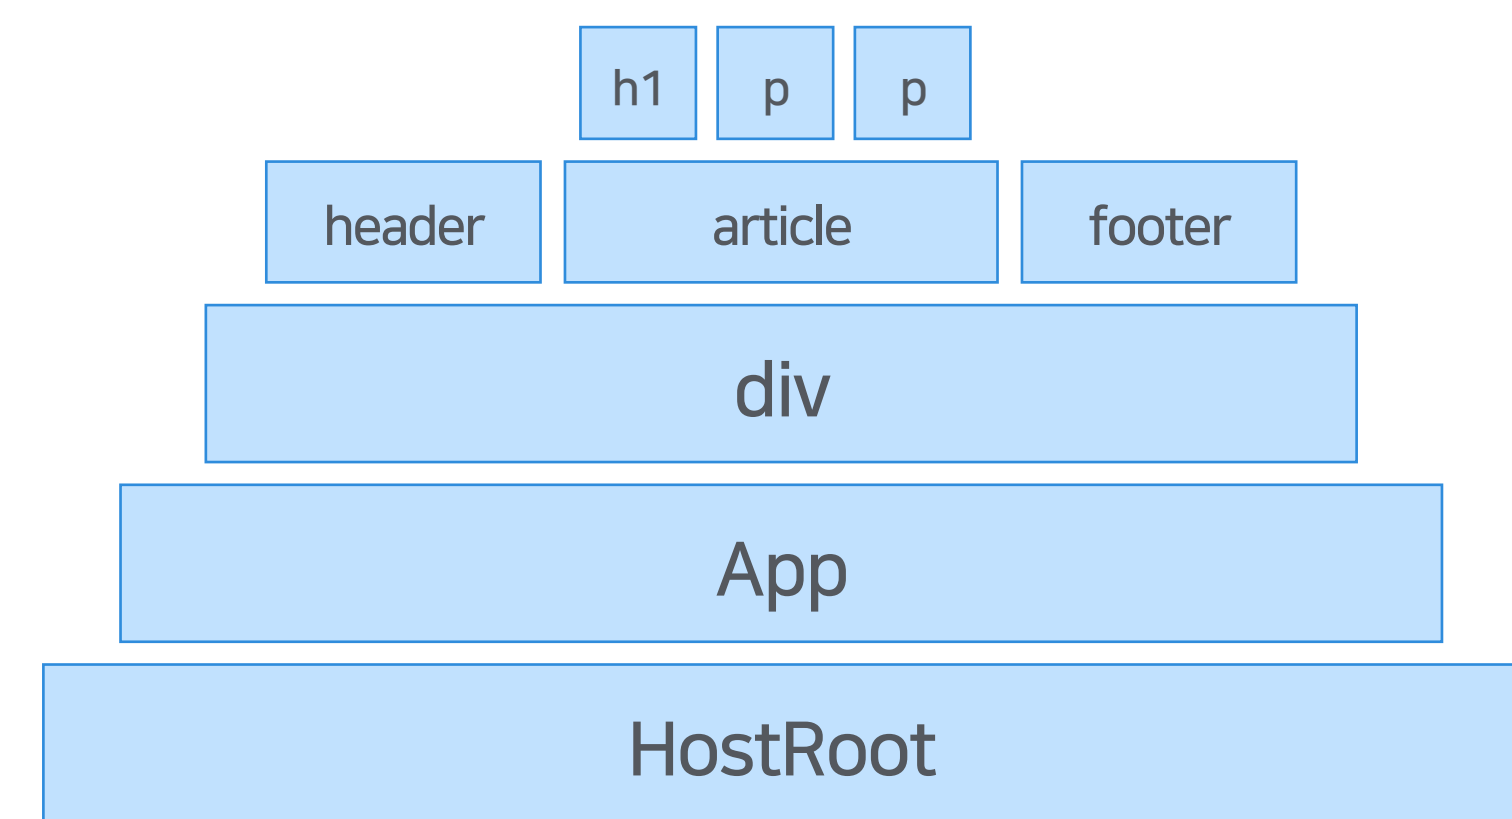 h1 p p
header article footer
div
App
HostRoot